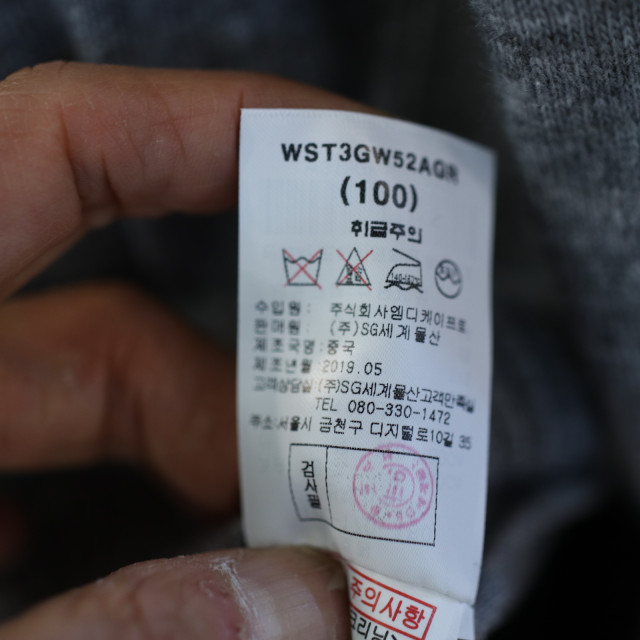 WST3GW52AGR
(100)
취급주의
수입원 : 주식회사엠디케이프로
판매원 : (주)SG세계물산
제조국명 : 중국
제조년월 : 2019.05
고객상담실 (주)SG세계물산고객만족실
TEL 080-330-1472
주소:서울시 금천구 디지털로10길 35
검사필
주의사항